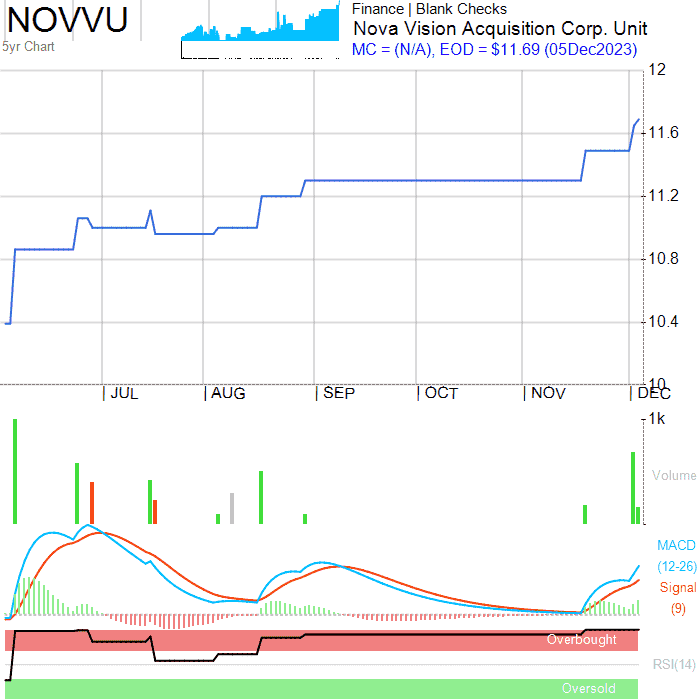 NOVVU
5yr Chart
Finance | Blank Checks
Nova Vision Acquisition Corp. Unit
MC = (N/A), EOD = $11.69 (05Dec2023)
12
11.6
11.2
10.8
10.4
10
| JUL | AUG | SEP | OCT | NOV | DEC
1k
Volume
MACD
(12-26)
Signal
(9)
Overbought
RSI(14)
Oversold